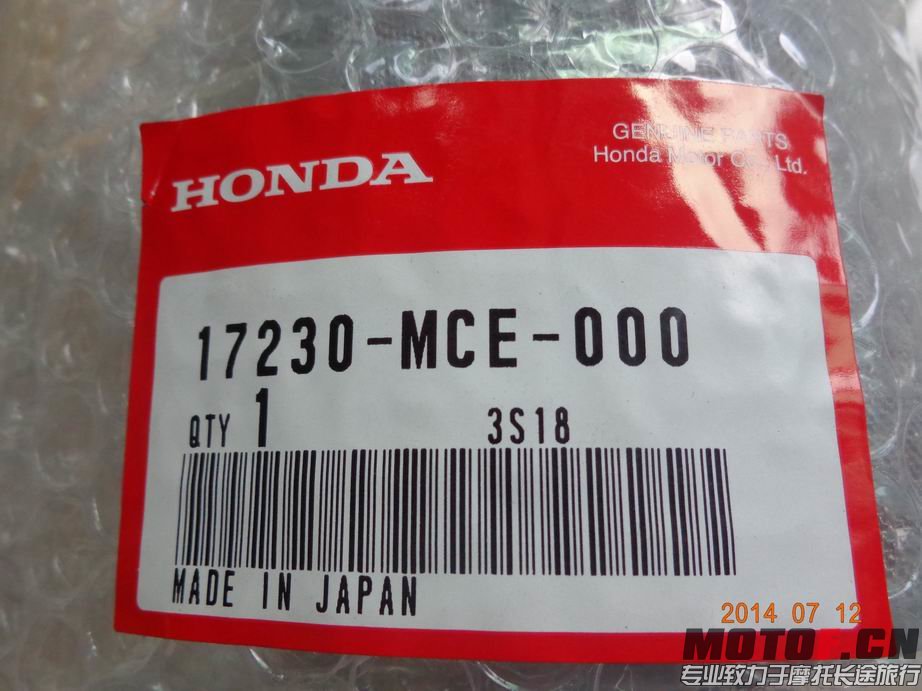 GENUINE PARTS
Honda Motor Co., Ltd.
HONDA
17230-MCE-000
QTY 1 3S18
MADE IN JAPAN
2014 07 12
.CN
专业致力于摩托长途旅行